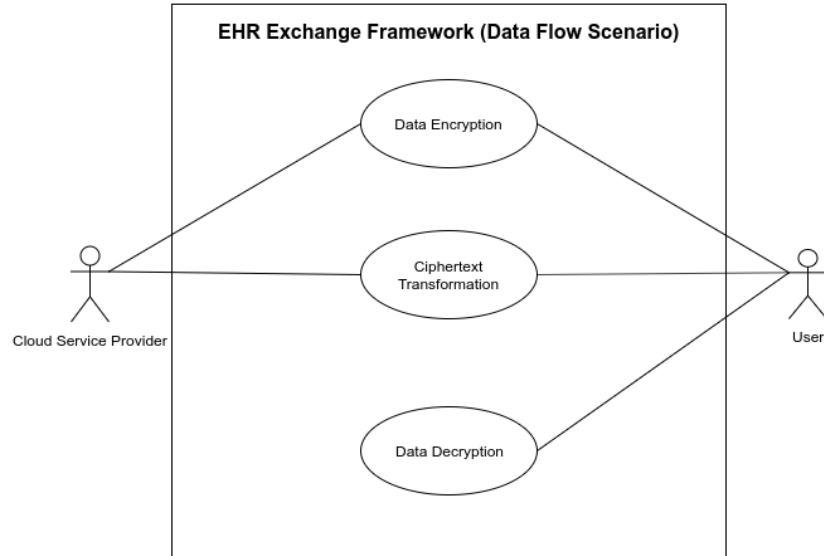 EHR Exchange Framework (Data Flow Scenario)
Data Encryption
Ciphertext
Transformation
Cloud Service Provider
User
Data Decryption